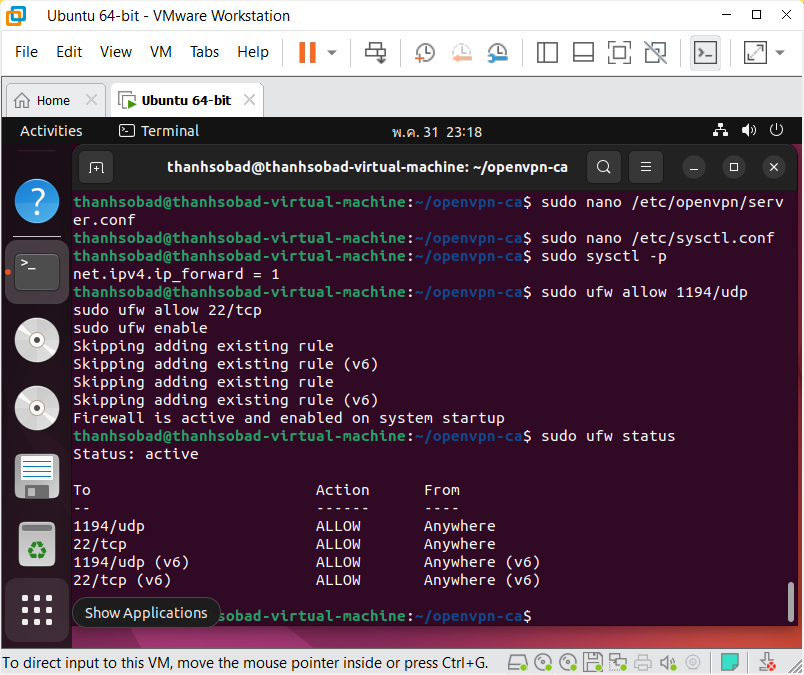 Ubuntu 64-bit - VMware Workstation
File Edit View VM Tabs Help
Home Ubuntu 64-bit
Activities Terminal พ.ค. 31 23:18
thanhsobad@thanhsobad-virtual-machine: ~/openvpn-ca
thanhsobad@thanhsobad-virtual-machine:~/openvpn-ca$ sudo nano /etc/openvpn/serv
er.conf
thanhsobad@thanhsobad-virtual-machine:~/openvpn-ca$ sudo nano /etc/sysctl.conf
thanhsobad@thanhsobad-virtual-machine:~/openvpn-ca$ sudo sysctl -p
net.ipv4.ip_forward = 1
thanhsobad@thanhsobad-virtual-machine:~/openvpn-ca$ sudo ufw allow 1194/udp
sudo ufw allow 22/tcp
sudo ufw enable
Skipping adding existing rule
Skipping adding existing rule (v6)
Skipping adding existing rule
Skipping adding existing rule (v6)
Firewall is active and enabled on system startup
thanhsobad@thanhsobad-virtual-machine:~/openvpn-ca$ sudo ufw status
Status: active
To Action From
-- ------ ----
1194/udp ALLOW Anywhere
22/tcp ALLOW Anywhere
1194/udp (v6) ALLOW Anywhere (v6)
22/tcp (v6) ALLOW Anywhere (v6)
Show Applications sobad-virtual-machine:~/openvpn-ca$
To direct input to this VM, move the mouse pointer inside or press Ctrl+G.